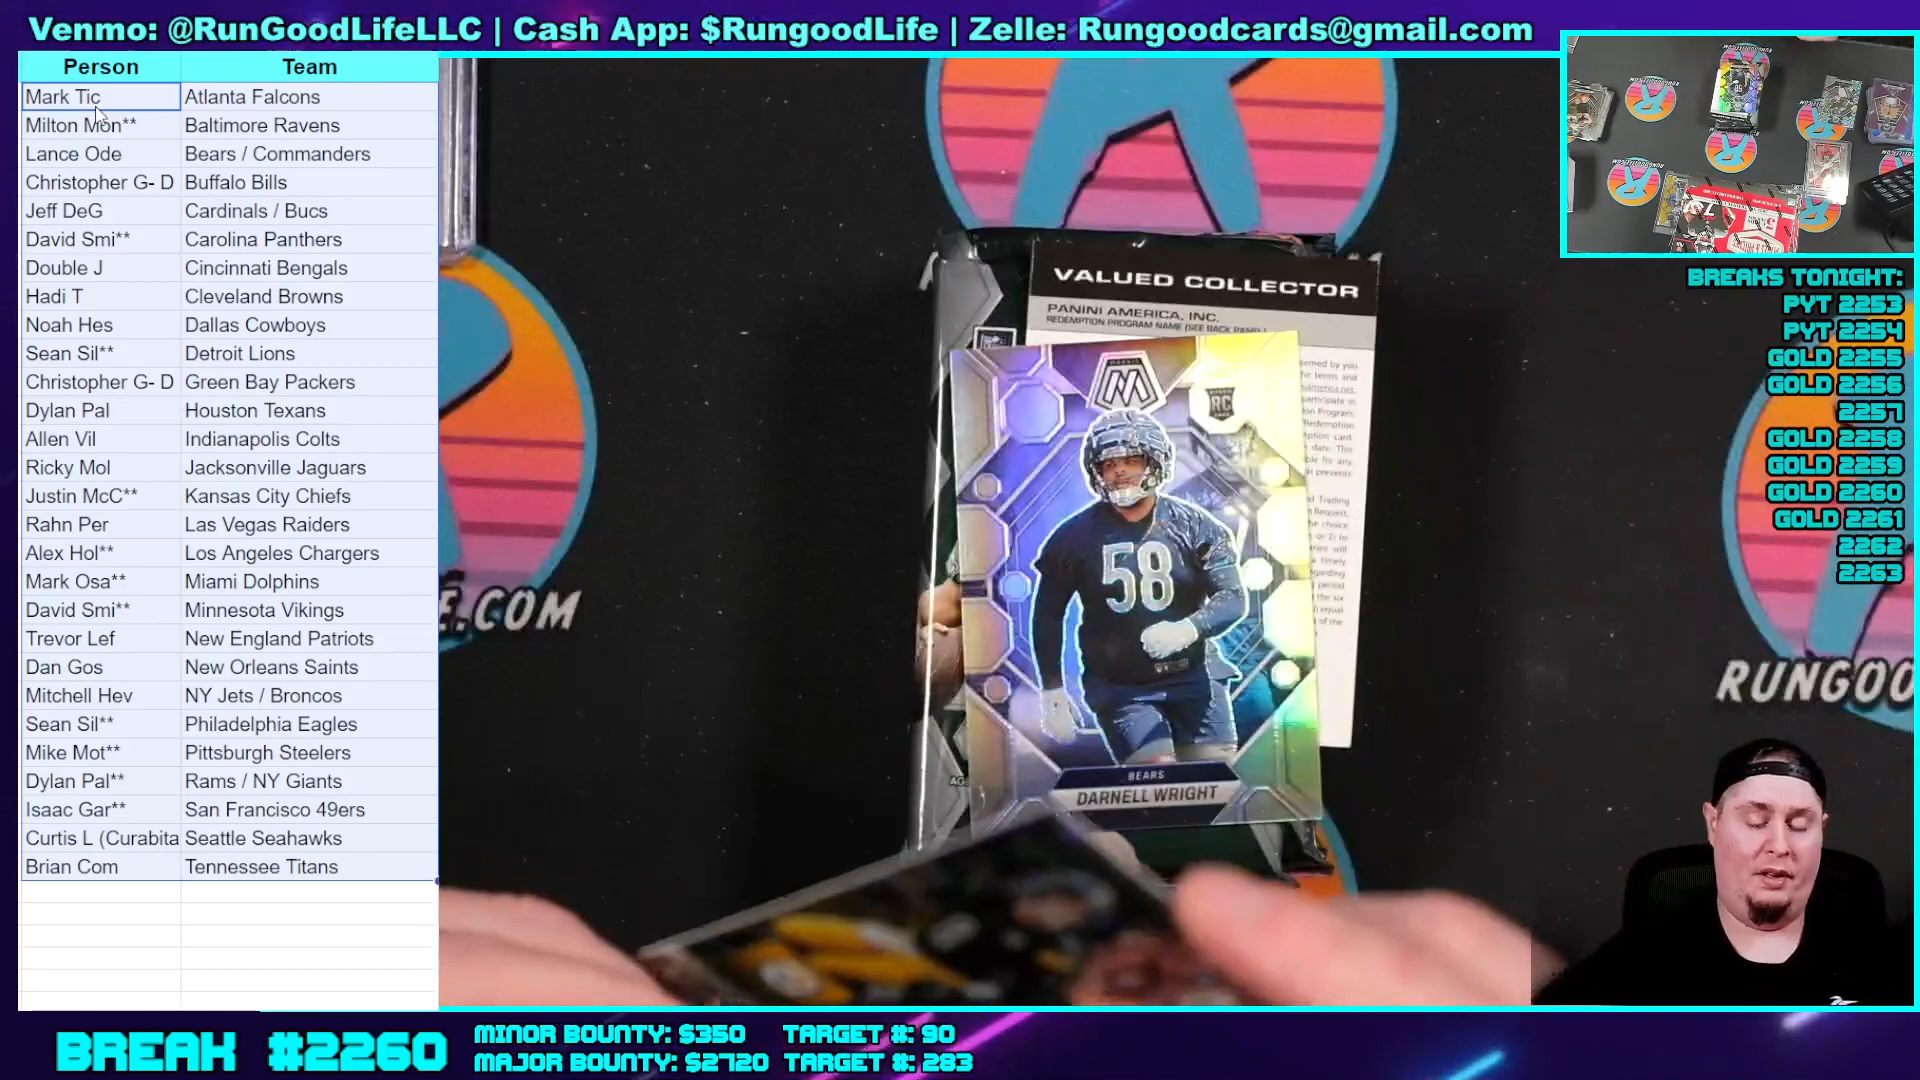 Venmo: @RunGoodLifeLLC | Cash App: $RungoodLife | Zelle: Rungoodcards@gmail.com
Person Team
Mark Tic Atlanta Falcons
Milton Mon** Baltimore Ravens
Lance Ode Bears / Commanders
Christopher G- D Buffalo Bills
Jeff DeG Cardinals / Bucs
David Smi** Carolina Panthers
Double J Cincinnati Bengals
Hadi T Cleveland Browns
Noah Hes Dallas Cowboys
Sean Sil** Detroit Lions
Christopher G- D Green Bay Packers
Dylan Pal Houston Texans
Allen Vil Indianapolis Colts
Ricky Mol Jacksonville Jaguars
Justin McC** Kansas City Chiefs
Rahn Per Las Vegas Raiders
Alex Hol** Los Angeles Chargers
Mark Osa** Miami Dolphins
David Smi** Minnesota Vikings
Trevor Lef New England Patriots
Dan Gos New Orleans Saints
Mitchell Hev NY Jets / Broncos
Sean Sil** Philadelphia Eagles
Mike Mot** Pittsburgh Steelers
Dylan Pal** Rams / NY Giants
Isaac Gar** San Francisco 49ers
Curtis L (Curabita Seattle Seahawks
Brian Com Tennessee Titans
VALUED COLLECTOR
PANINI AMERICA, INC.
REDEMPTION PROGRAM NAME (SEE BACK PANEL)
RC
58
BEARS
DARNELL WRIGHT
E.COM
RUNGOO
BREAKS TONIGHT:
PYT 2253
PYT 2254
GOLD 2255
GOLD 2256
2257
GOLD 2258
GOLD 2259
GOLD 2260
GOLD 2261
2262
2263
BREAK #2260
MINOR BOUNTY: $350 TARGET #: 90
MAJOR BOUNTY: $2720 TARGET #: 283